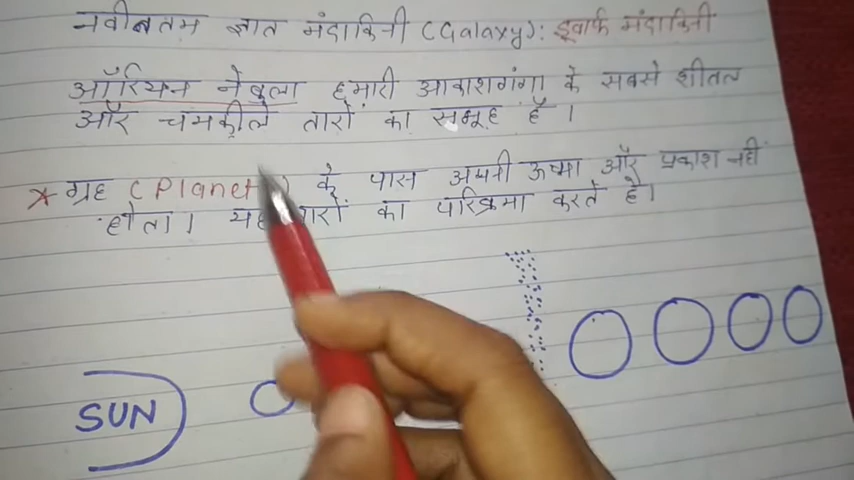 नवीनतम ज्ञात मंदाकिनी (Galaxy): ड्वार्फ मंदाकिनी
ऑरियन नेबुला हमारी आकाशगंगा के सबसे शीतल
और चमकीले तारों का समूह है ।
* ग्रह (Planet) के पास अपनी ऊष्मा और प्रकाश नहीं
होता। यह तारों का परिक्रमा करते है।
SUN